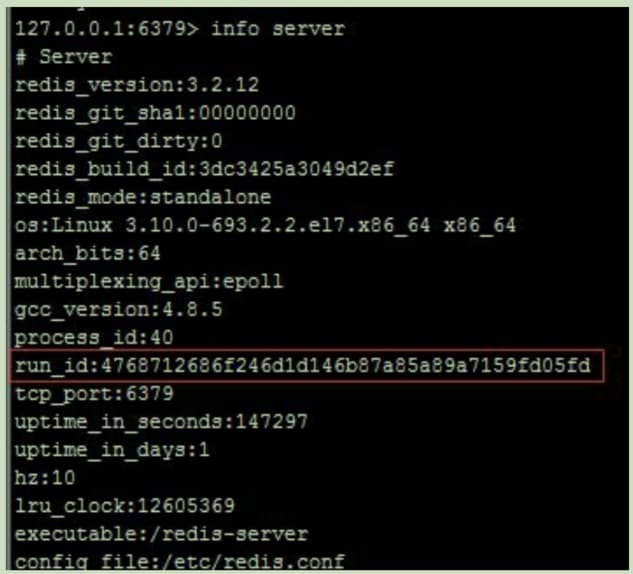 127.0.0.1:6379> info server
# Server
redis_version:3.2.12
redis_git_sha1:00000000
redis_git_dirty:0
redis_build_id:3dc3425a3049d2ef
redis_mode:standalone
os:Linux 3.10.0-693.2.2.el7.x86_64 x86_64
arch_bits:64
multiplexing_api:epoll
gcc_version:4.8.5
process_id:40
run_id:4768712686f246d1d146b87a85a89a7159fd05fd
tcp_port:6379
uptime_in_seconds:147297
uptime_in_days:1
hz:10
lru_clock:12605369
executable:/redis-server
config_file:/etc/redis.conf